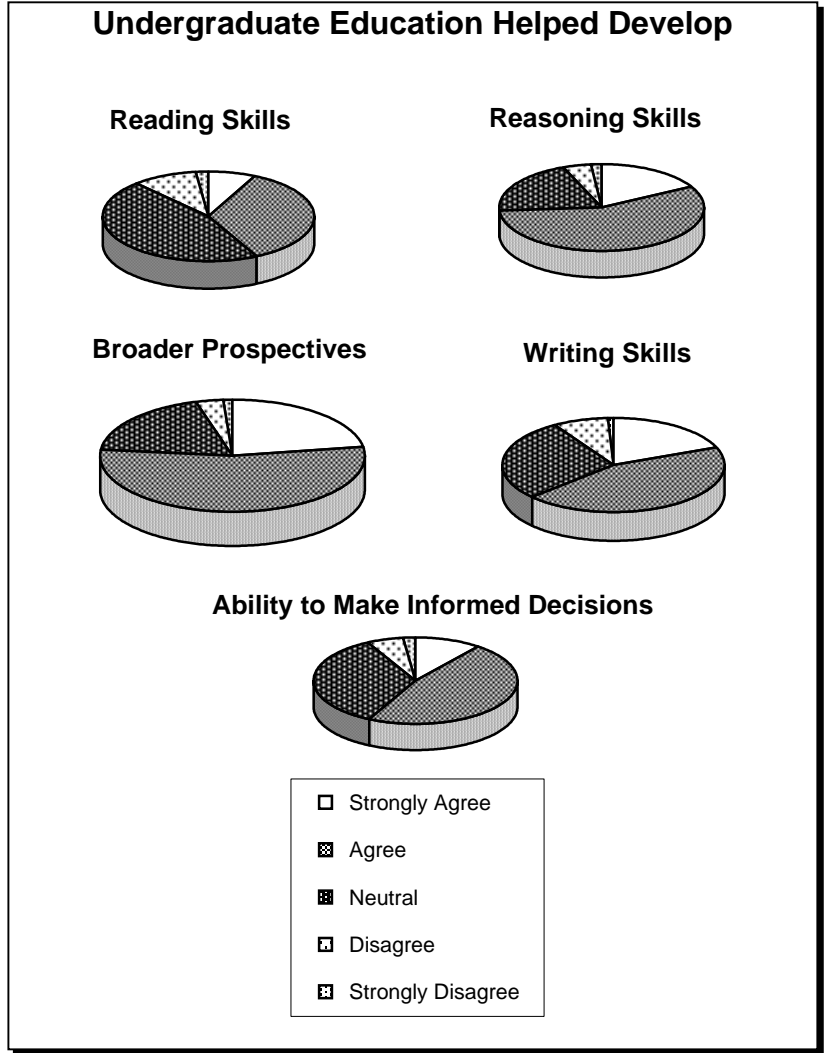 Undergraduate Education Helped Develop
Reading Skills
Reasoning Skills
Broader Prospectives
Writing Skills
Ability to Make Informed Decisions
Strongly Agree
Agree
Neutral
Disagree
Strongly Disagree